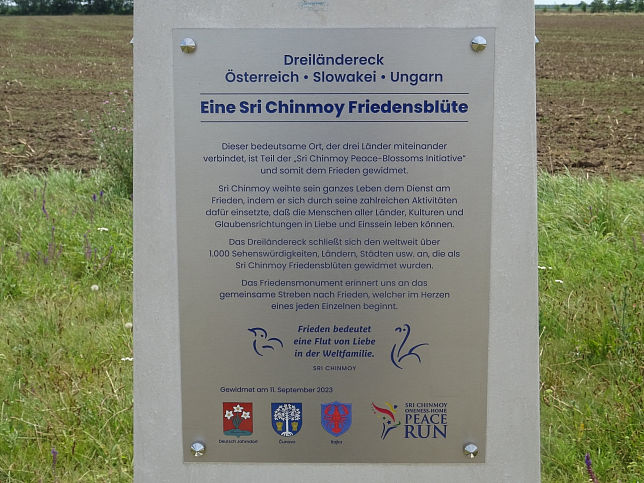 Dreiländereck
Österreich • Slowakei • Ungarn
Eine Sri Chinmoy Friedensblüte
Dieser bedeutsame Ort, der drei Länder miteinander
verbindet, ist Teil der „Sri Chinmoy Peace-Blossoms Initiative“
und somit dem Frieden gewidmet.
Sri Chinmoy weihte sein ganzes Leben dem Dienst am
Frieden, indem er sich durch seine zahlreichen Aktivitäten
dafür einsetzte, daß die Menschen aller Länder, Kulturen und
Glaubensrichtungen in Liebe und Einssein leben können.
Das Dreiländereck schließt sich den weltweit über
1.000 Sehenswürdigkeiten, Ländern, Städten usw. an, die als
Sri Chinmoy Friedensblüten gewidmet wurden.
Das Friedensmonument erinnert uns an das
gemeinsame Streben nach Frieden, welcher im Herzen
eines jeden Einzelnen beginnt.
Frieden bedeutet
eine Flut von Liebe
in der Weltfamilie.
SRI CHINMOY
Gewidmet am 11. September 2023
Deutsch Jahrndorf
Čunovo
Rajka
SRI CHINMOY
ONENESS-HOME
PEACE
RUN